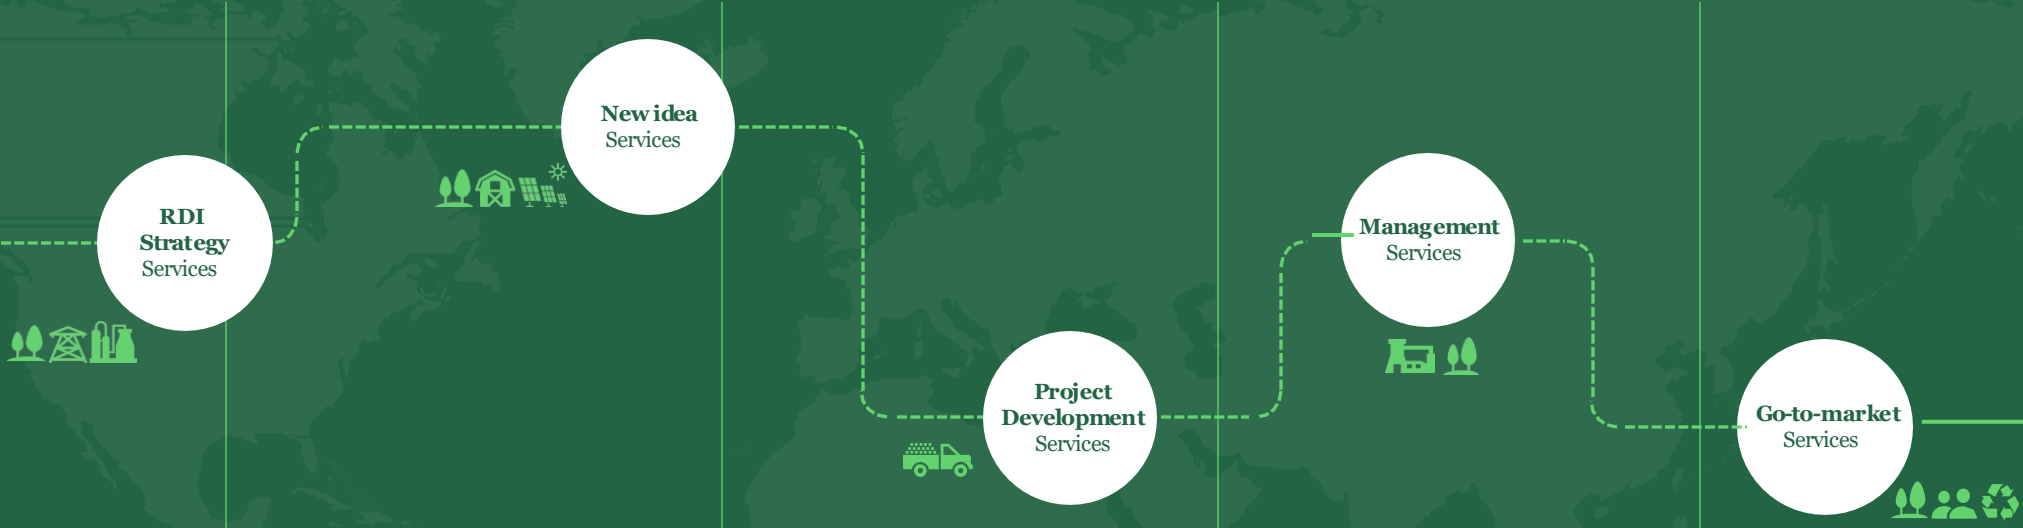 RDI
Strategy
Services
New idea
Services
Project
Development
Services
Management
Services
Go-to-market
Services